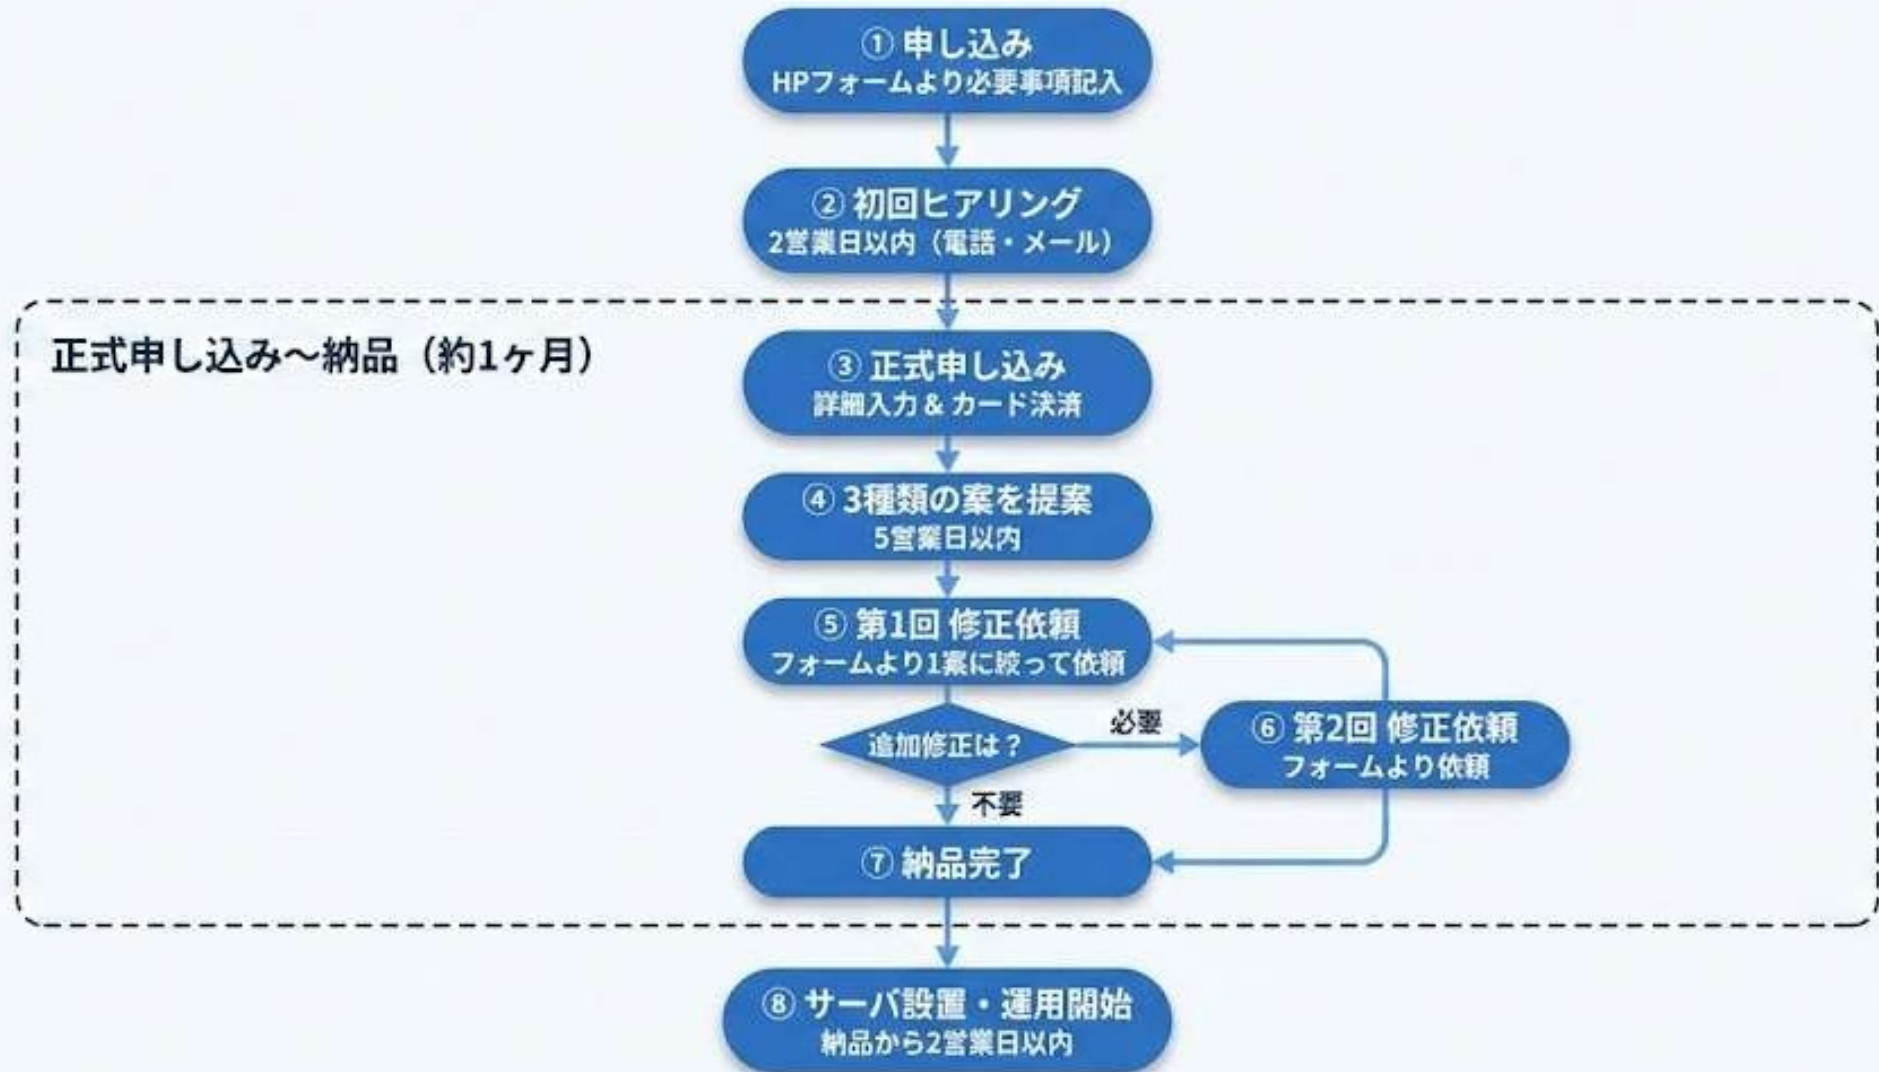 ① 申し込み
HPフォームより必要事項記入
② 初回ヒアリング
2営業日以内（電話・メール）
正式申し込み～納品（約1ヶ月）
③ 正式申し込み
詳細入力 & カード決済
④ 3種類の案を提案
5営業日以内
⑤ 第1回 修正依頼
フォームより1案に絞って依頼
追加修正は？
必要
⑥ 第2回 修正依頼
フォームより依頼
不要
⑦ 納品完了
⑧ サーバ設置・運用開始
納品から2営業日以内